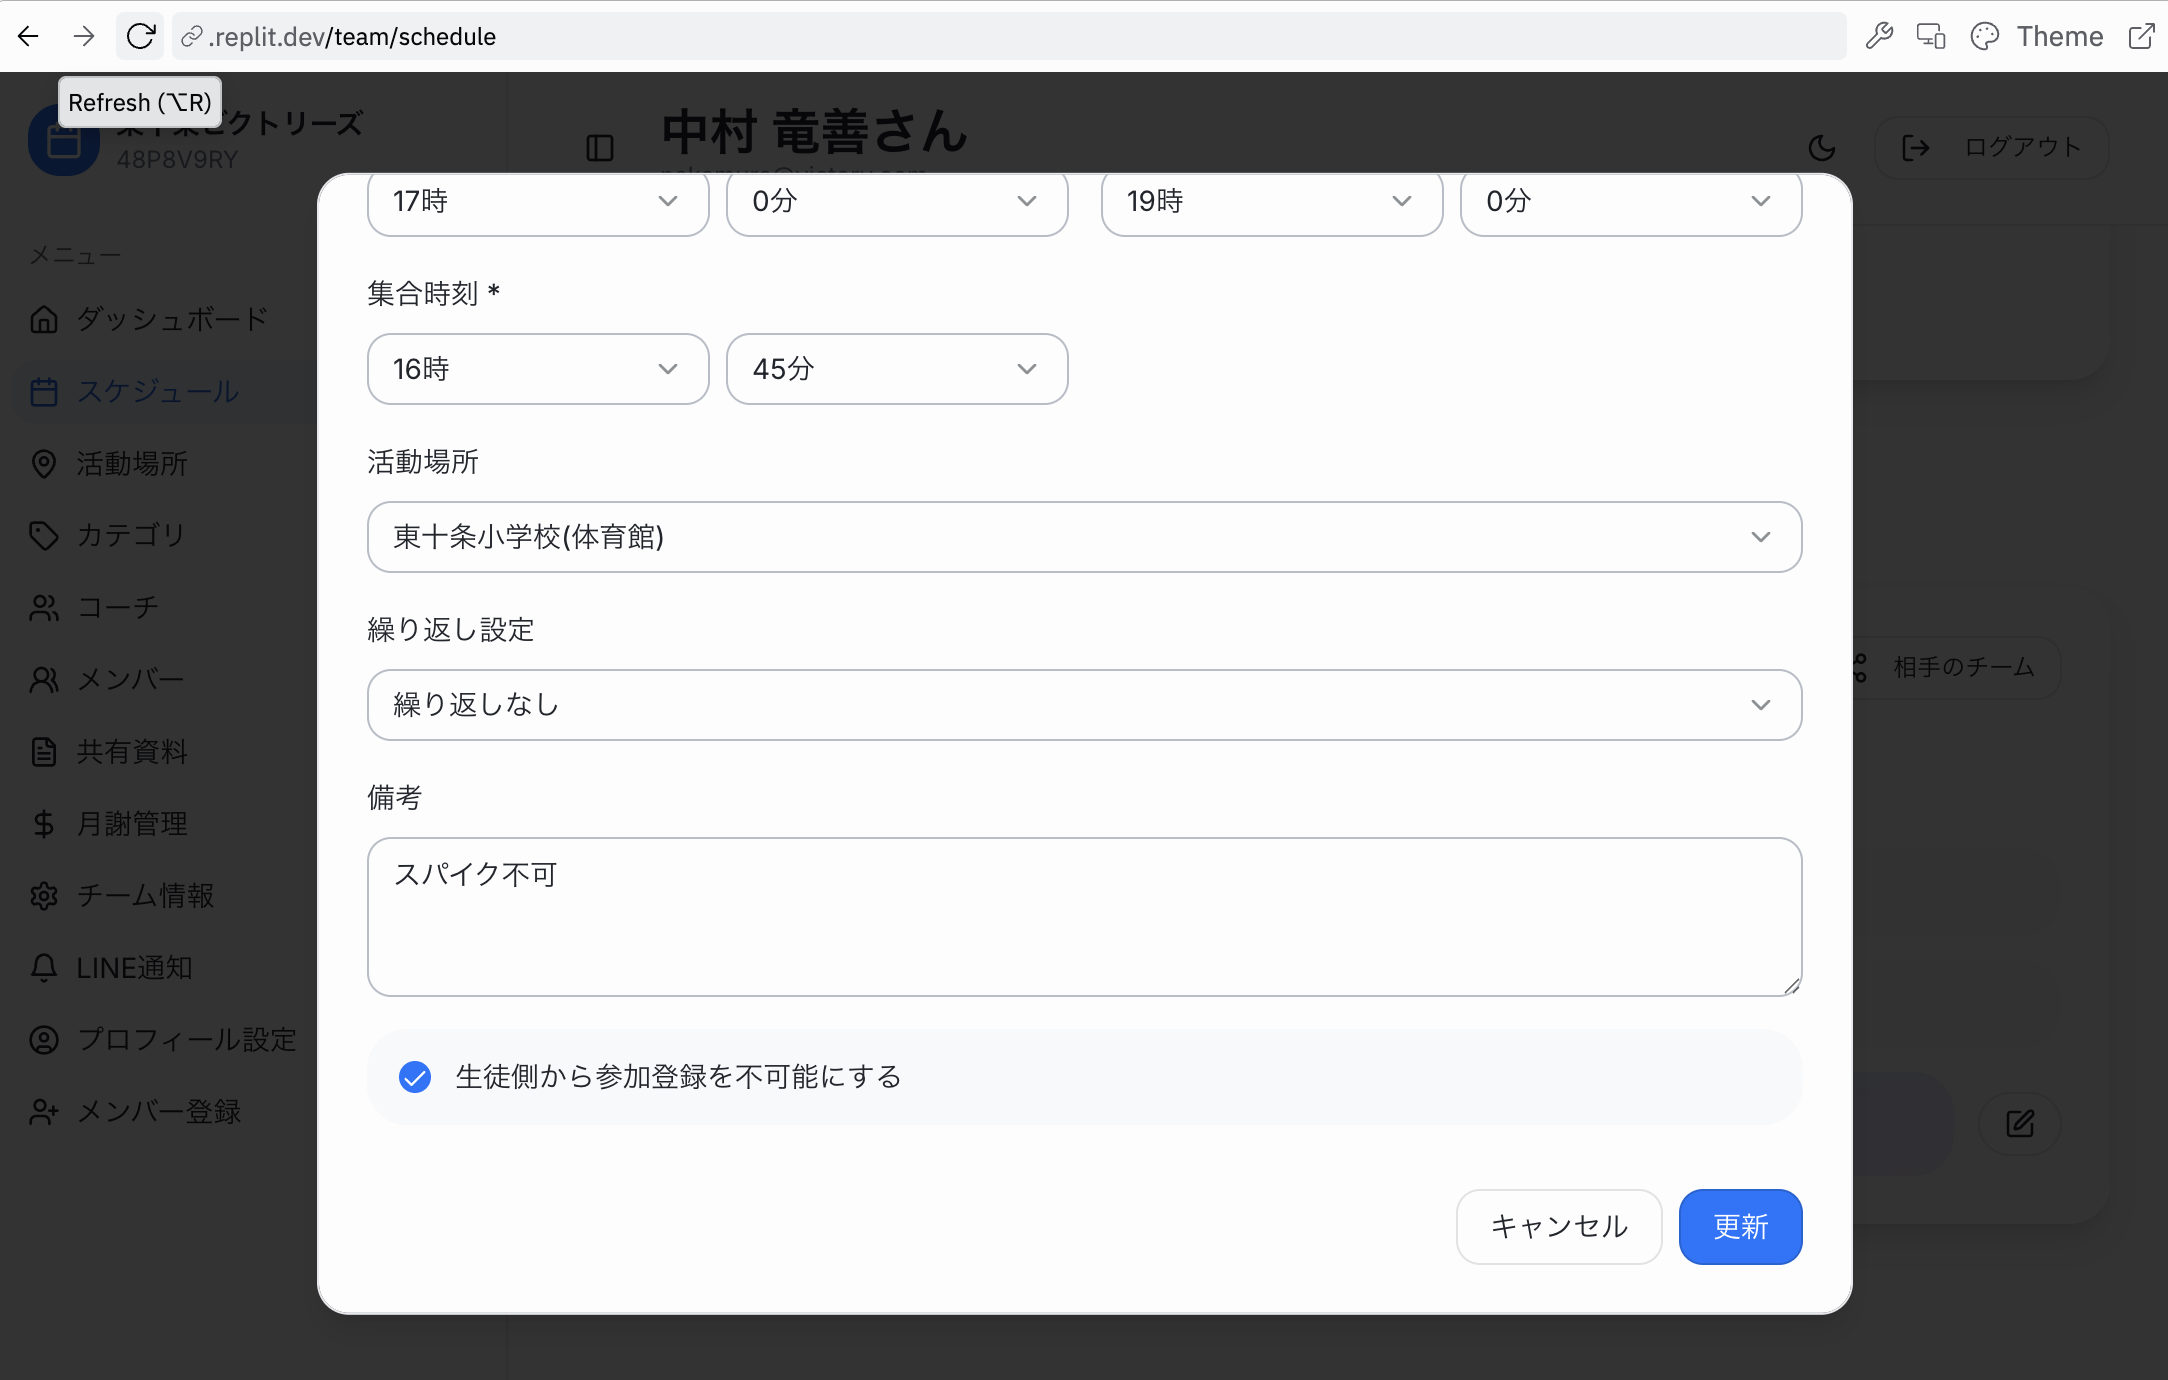 .replit.dev/team/schedule
Theme
Refresh (⌥R)
クトリーズ
48P8V9RY
中村 竜善さん
ログアウト
メニュー
ダッシュボード
スケジュール
活動場所
カテゴリ
コーチ
メンバー
共有資料
月謝管理
チーム情報
LINE通知
プロフィール設定
メンバー登録
17時
0分
19時
0分
集合時刻 *
16時
45分
活動場所
東十条小学校(体育館)
繰り返し設定
繰り返しなし
備考
スパイク不可
生徒側から参加登録を不可能にする
キャンセル
更新
相手のチーム